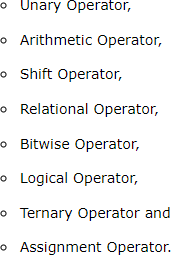 Unary Operator,
Arithmetic Operator,
Shift Operator,
Relational Operator,
Bitwise Operator,
Logical Operator,
Ternary Operator and
Assignment Operator.